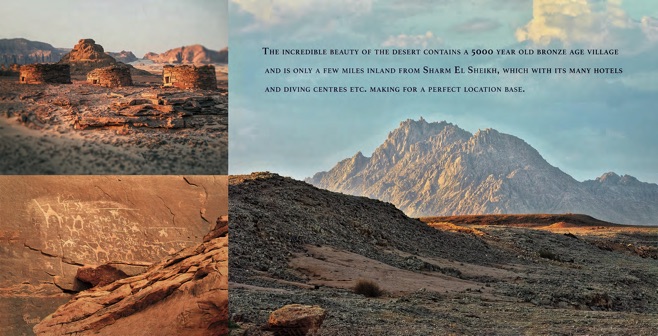 The incredible beauty of the desert contains a 5000 year old bronze age village
and is only a few miles inland from Sharm El Sheikh, which with its many hotels
and diving centres etc. making for a perfect location base.